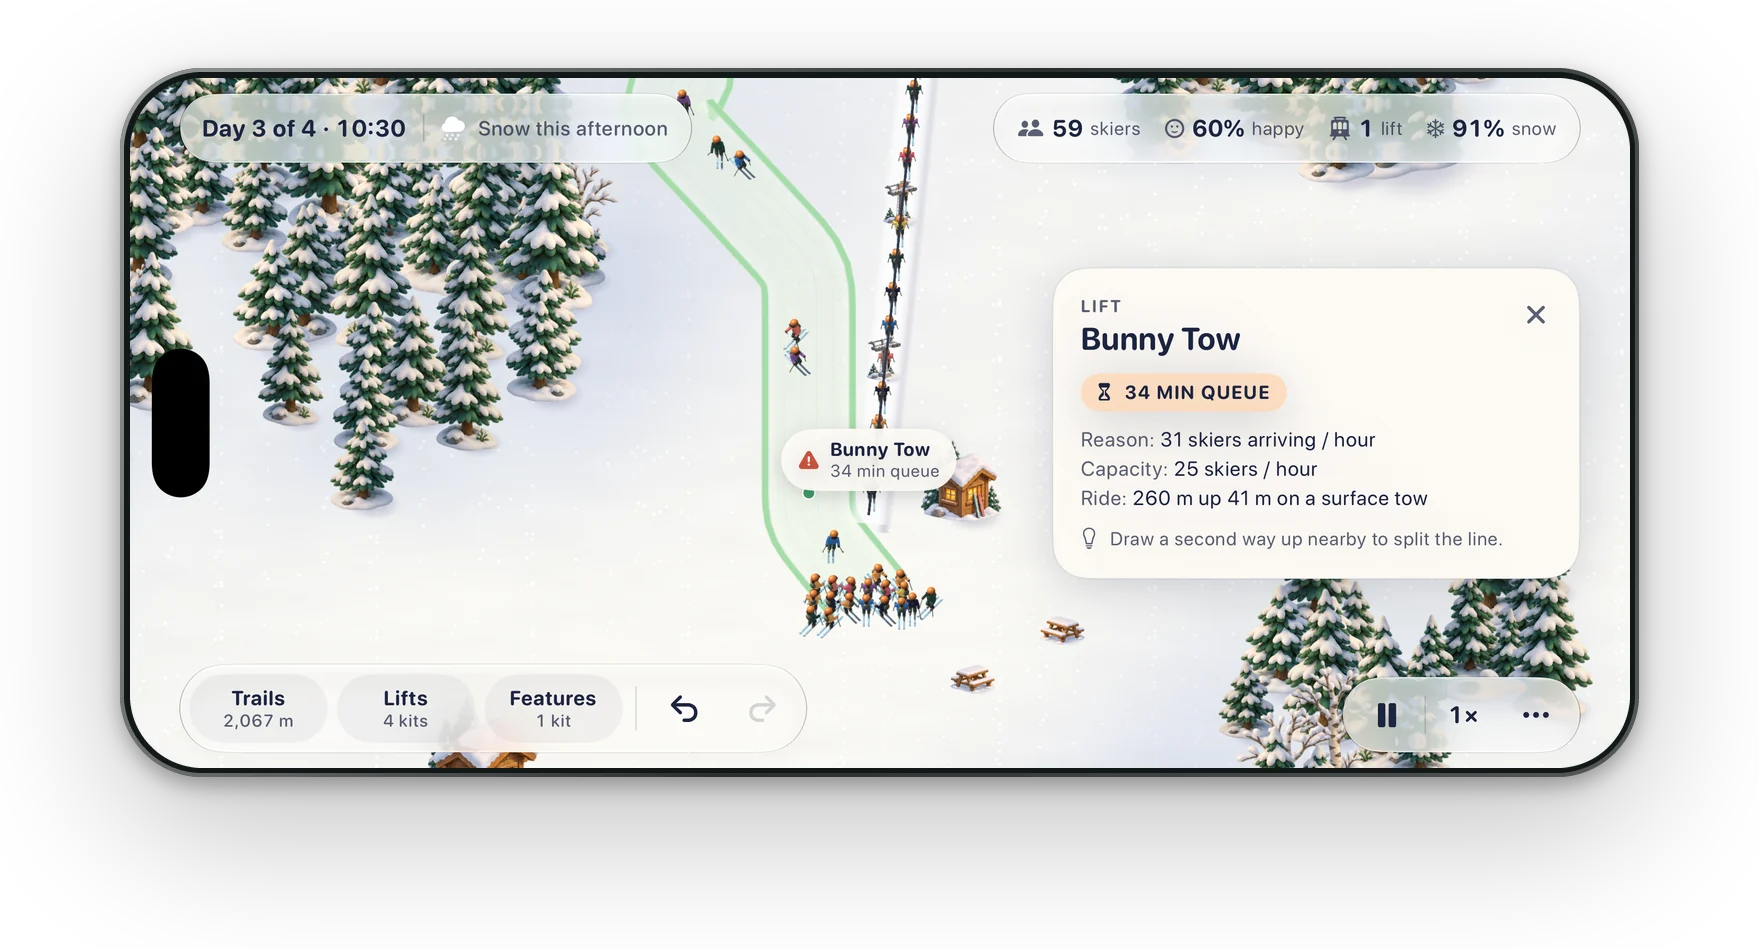 Day 3 of 4 · 10:30 Snow this afternoon
59 skiers 60% happy 1 lift 91% snow
LIFT
Bunny Tow
34 MIN QUEUE
Reason: 31 skiers arriving / hour
Capacity: 25 skiers / hour
Ride: 260 m up 41 m on a surface tow
Draw a second way up nearby to split the line.
Bunny Tow
34 min queue
Trails
2,067 m
Lifts
4 kits
Features
1 kit
1×